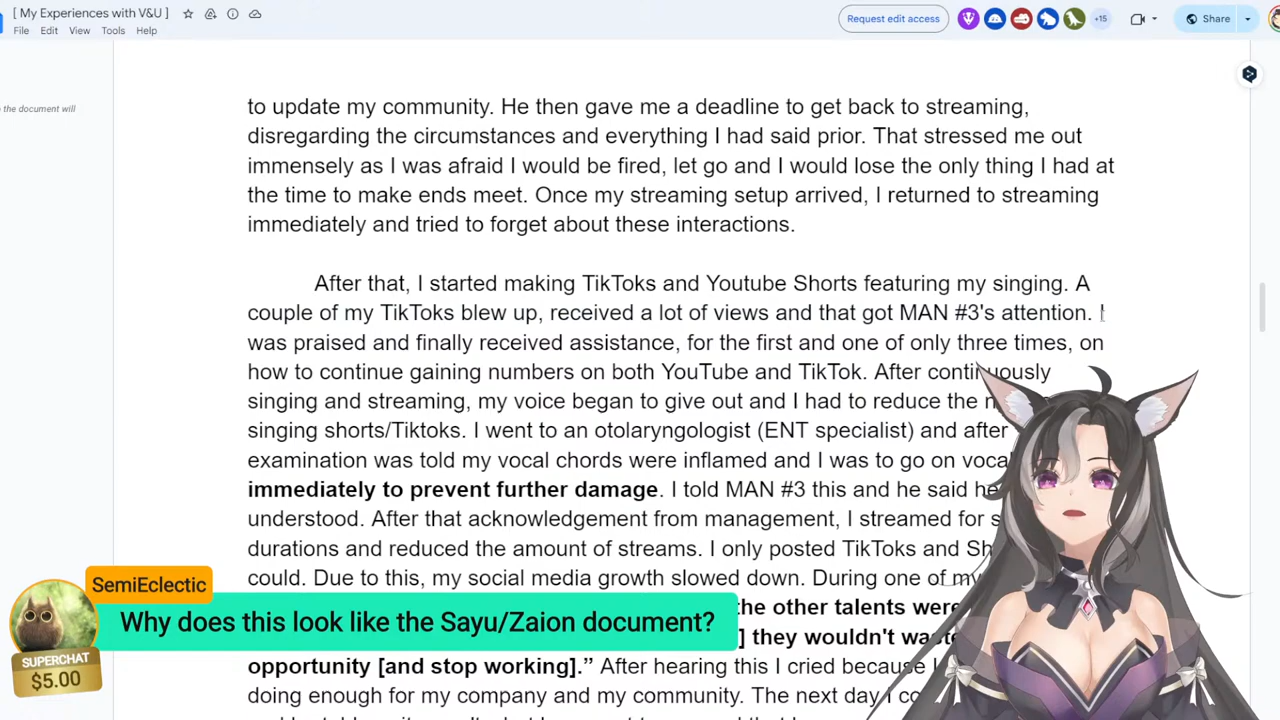 [ My Experiences with V&U ]
File Edit View Tools Help
Request edit access
+15
Share
n the document will
to update my community. He then gave me a deadline to get back to streaming,
disregarding the circumstances and everything I had said prior. That stressed me out
immensely as I was afraid I would be fired, let go and I would lose the only thing I had at
the time to make ends meet. Once my streaming setup arrived, I returned to streaming
immediately and tried to forget about these interactions.
After that, I started making TikToks and Youtube Shorts featuring my singing. A
couple of my TikToks blew up, received a lot of views and that got MAN #3's attention. I
was praised and finally received assistance, for the first and one of only three times, on
how to continue gaining numbers on both YouTube and TikTok. After continuously
singing and streaming, my voice began to give out and I had to reduce the
singing shorts/Tiktoks. I went to an otolaryngologist (ENT specialist) and after
examination was told my vocal chords were inflamed and I was to go on vocal
immediately to prevent further damage. I told MAN #3 this and he said he
understood. After that acknowledgement from management, I streamed for
durations and reduced the amount of streams. I only posted TikToks and Sh
could. Due to this, my social media growth slowed down. During one of my
the other talents were
] they wouldn't waste
opportunity [and stop working].” After hearing this I cried because I
doing enough for my company and my community. The next day I
SemiEclectic
Why does this look like the Sayu/Zaion document?
SUPERCHAT
$5.00